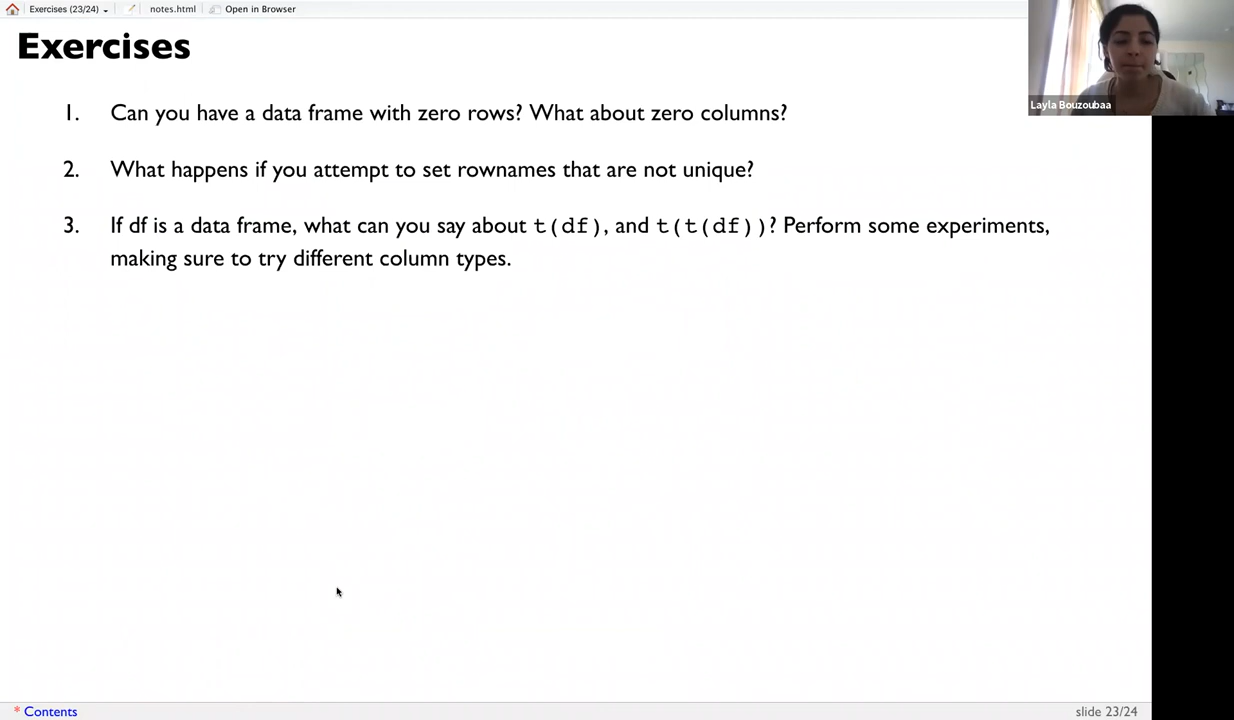 Exercises (23/24) notes.html Open in Browser
Exercises
1. Can you have a data frame with zero rows? What about zero columns?
2. What happens if you attempt to set rownames that are not unique?
3. If df is a data frame, what can you say about t(df), and t(t(df))? Perform some experiments,
making sure to try different column types.
Layla Bouzoubaa
* Contents
slide 23/24